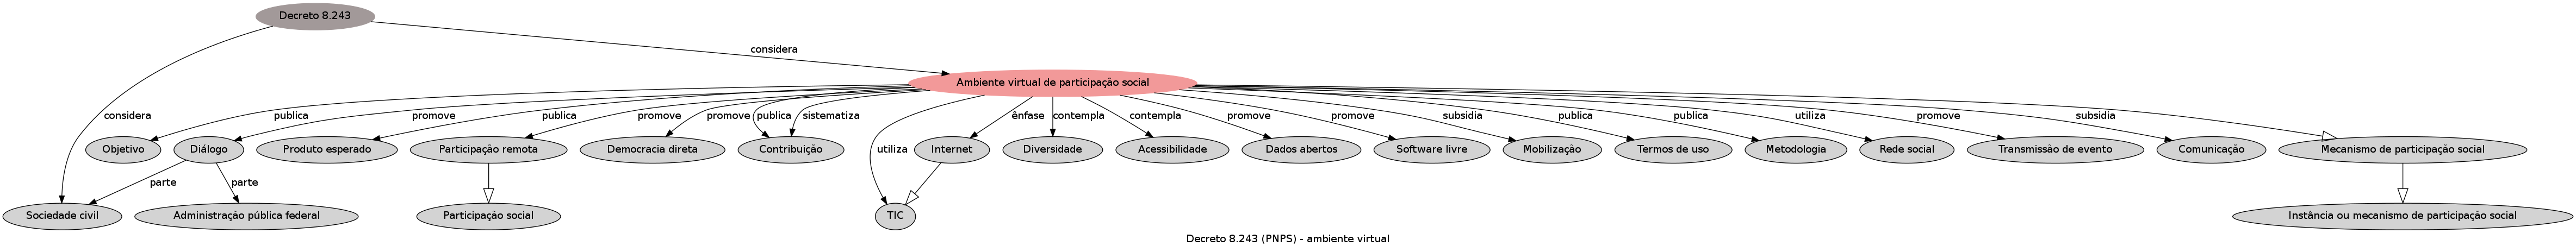 Decreto 8.243
considera
Ambiente virtual de participação social
considera
publica
promove
publica
promove
promove
publica
sistematiza
utiliza
ênfase
contempla
contempla
promove
promove
subsidia
publica
publica
utiliza
promove
subsidia
Objetivo
Diálogo
Produto esperado
Participação remota
Democracia direta
Contribuição
Internet
Diversidade
Acessibilidade
Dados abertos
Software livre
Mobilização
Termos de uso
Metodologia
Rede social
Transmissão de evento
Comunicação
Mecanismo de participação social
parte
parte
Sociedade civil
Administração pública federal
Participação social
TIC
Instância ou mecanismo de participação social
Decreto 8.243 (PNPS) - ambiente virtual